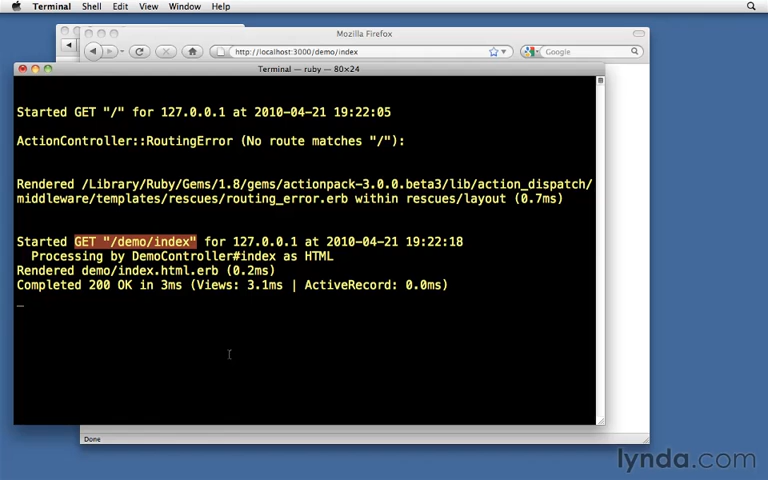 Terminal Shell Edit View Window Help
Mozilla Firefox
http://localhost:3000/demo/index
Google
Terminal — ruby — 80×24
Started GET "/" for 127.0.0.1 at 2010-04-21 19:22:05
ActionController::RoutingError (No route matches "/"):
Rendered /Library/Ruby/Gems/1.8/gems/actionpack-3.0.0.beta3/lib/action_dispatch/
middleware/templates/rescues/routing_error.erb within rescues/layout (0.7ms)
Started GET "/demo/index" for 127.0.0.1 at 2010-04-21 19:22:18
Processing by DemoController#index as HTML
Rendered demo/index.html.erb (0.2ms)
Completed 200 OK in 3ms (Views: 3.1ms | ActiveRecord: 0.0ms)
Done
lynda.com